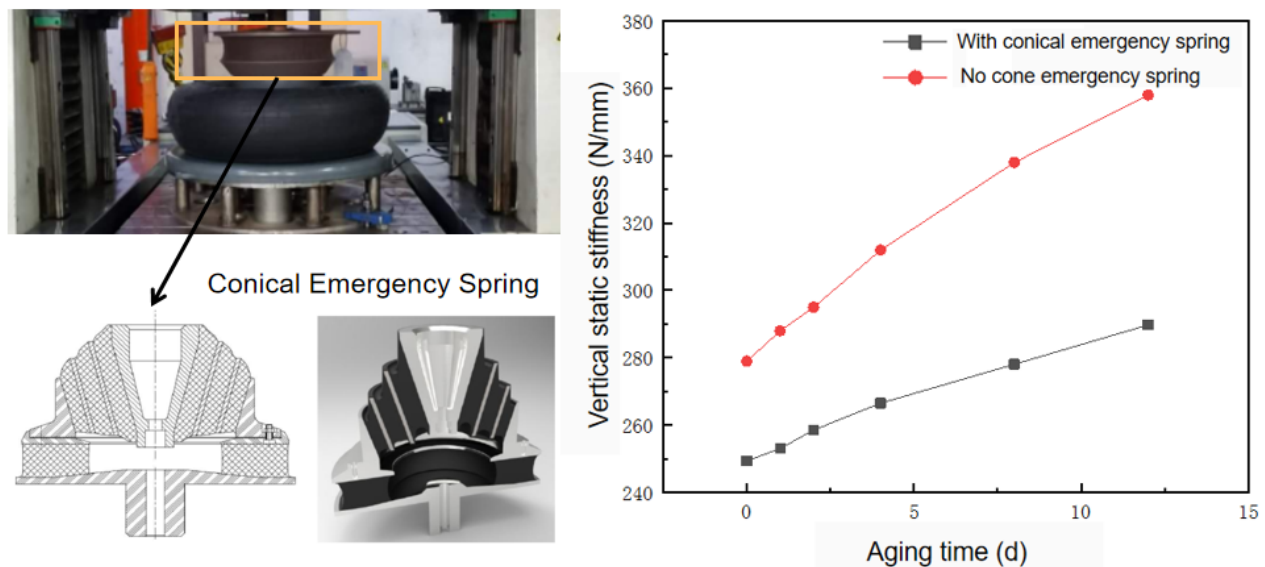 Conical Emergency Spring
With conical emergency spring
No cone emergency spring
Vertical static stiffness (N/mm)
380
360
340
320
300
280
260
240
0
5
10
15
Aging time (d)